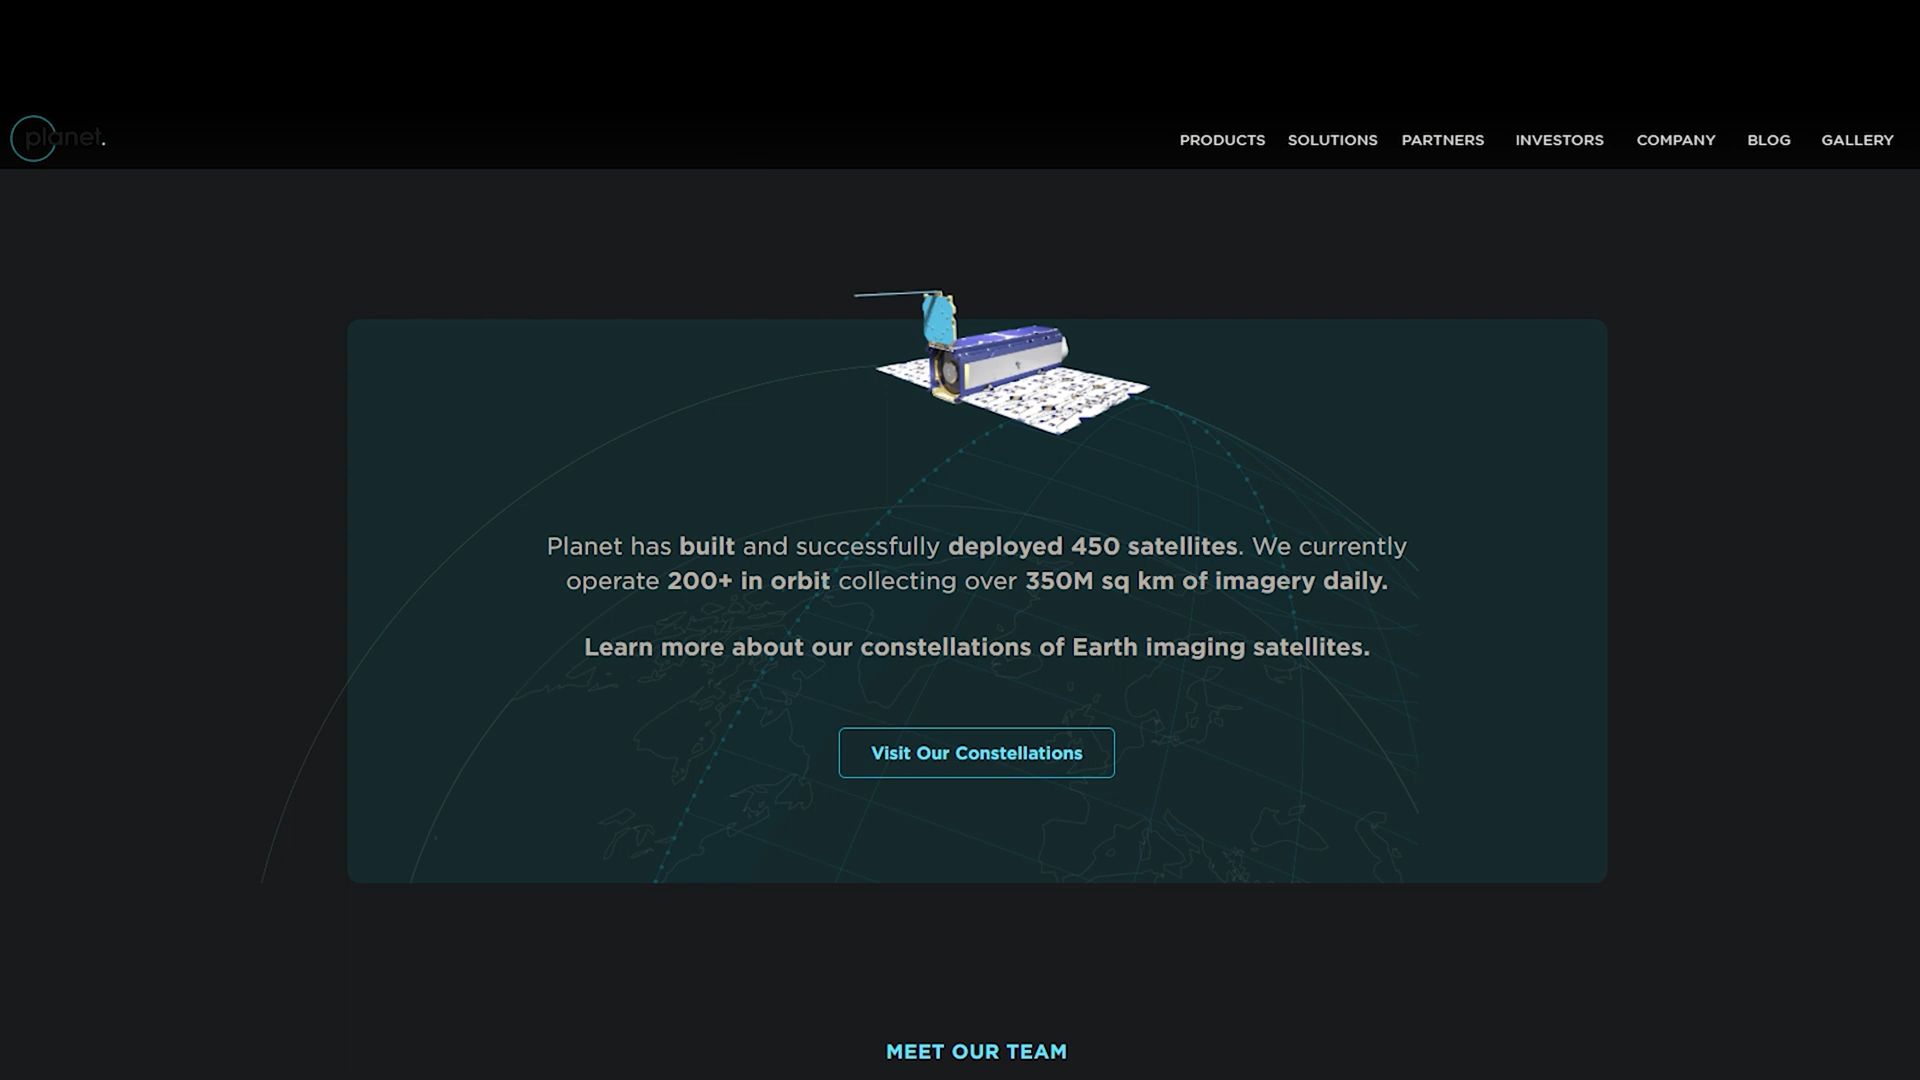 planet.
PRODUCTS SOLUTIONS PARTNERS INVESTORS COMPANY BLOG GALLERY
Planet has built and successfully deployed 450 satellites. We currently
operate 200+ in orbit collecting over 350M sq km of imagery daily.
Learn more about our constellations of Earth imaging satellites.
Visit Our Constellations
MEET OUR TEAM